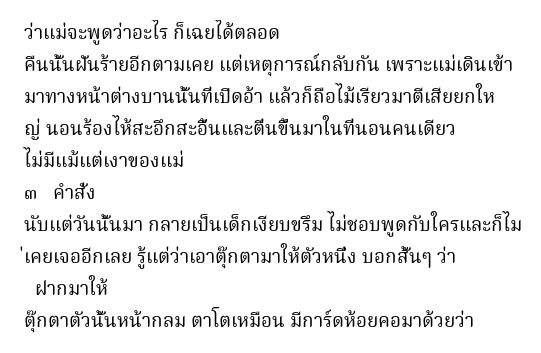 ว่าแม่จะพูดว่าอะไร ก็เฉยได้ตลอด
คืนนั้นฝันร้ายอีกตามเคย แต่เหตุการณ์กลับกัน เพราะแม่เดินเข้า
มาทางหน้าต่างบานนั้นที่เปิดอ้า แล้วก็ถือไม้เรียวมาตีเสียยกให
ญ่ นอนร้องไห้สะอึกสะอื้นและตื่นขึ้นมาในที่นอนคนเดียว
ไม่มีแม้แต่เงาของแม่
๓ คำสั่ง
นับแต่วันนั้นมา กลายเป็นเด็กเงียบขรึม ไม่ชอบพูดกับใครและก็ไม
่เคยเจออีกเลย รู้แต่ว่าเอาตุ๊กตามาให้ตัวหนึ่ง บอกสั้นๆ ว่า
ฝากมาให้
ตุ๊กตาตัวนั้นหน้ากลม ตาโตเหมือน มีการ์ดห้อยคอมาด้วยว่า